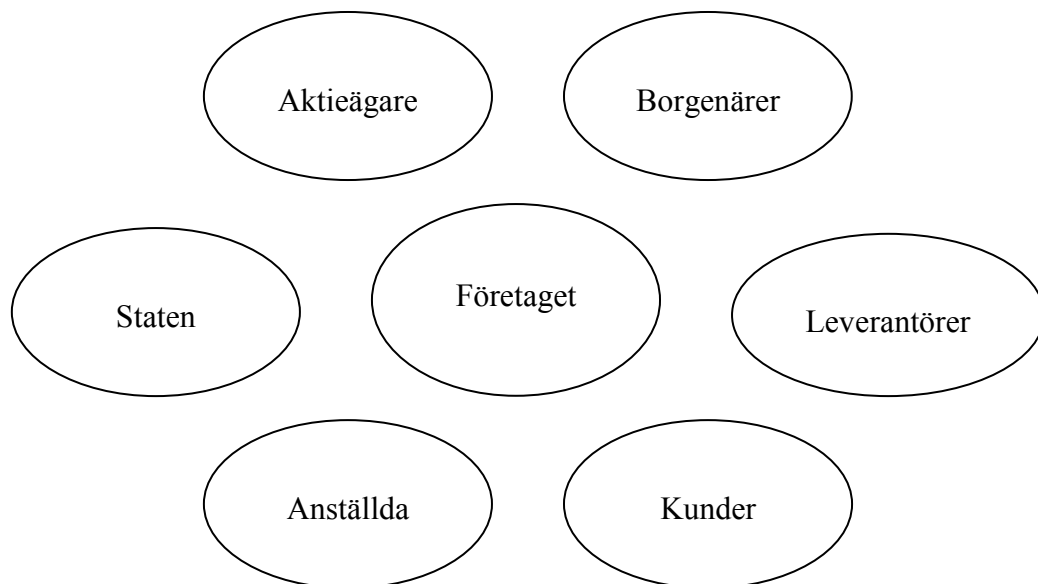 Aktieägare
Borgenärer
Staten
Företaget
Leverantörer
Anställda
Kunder